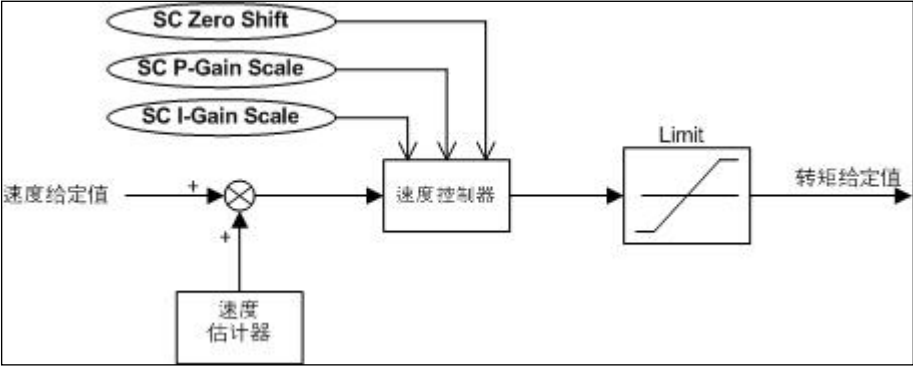 SC Zero Shift
SC P-Gain Scale
SC I-Gain Scale
Limit
速度给定值
+
速度控制器
转矩给定值
+
速度
估计器